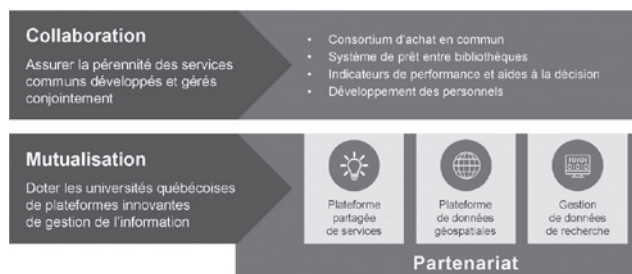 Collaboration
Assurer la pérennité des services
communs développés et gérés
conjointement
• Consortium d'achat en commun
• Système de prêt entre bibliothèques
• Indicateurs de performance et aides à la décision
• Développement des personnels
Mutualisation
Doter les universités québécoises
de plateformes innovantes
de gestion de l'information
Plateforme
partagée
de services
Plateforme
de données
géospatiales
Gestion
de données
de recherche
Partenariat